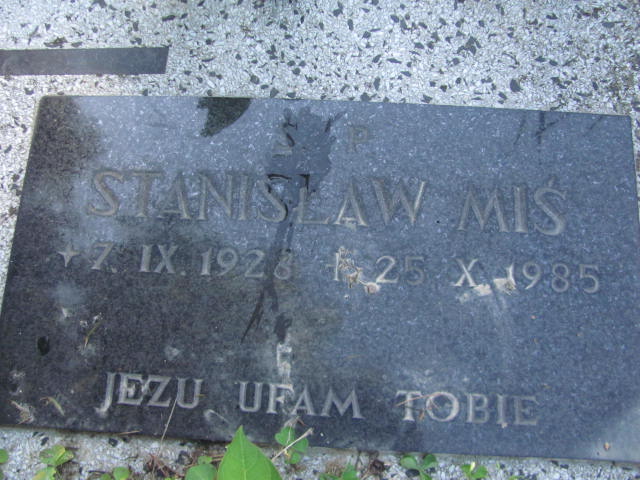 Ś P
STANISŁAW MIŚ
* 7. IX. 1928 † 25 X 1985
JEZU UFAM TOBIE